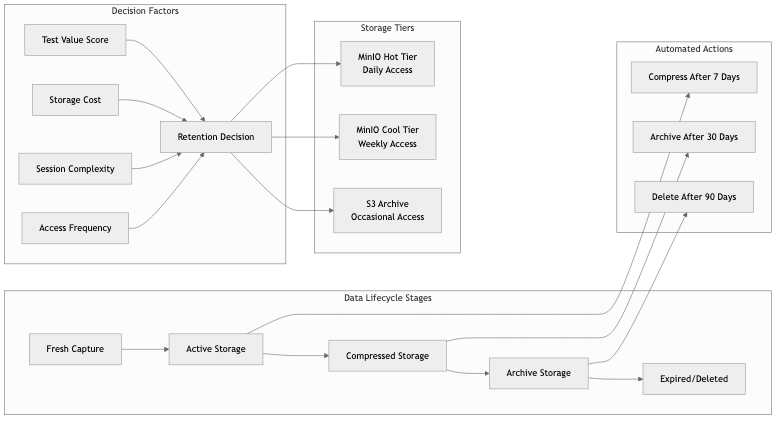 Decision Factors
Test Value Score
Storage Cost
Session Complexity
Access Frequency
Retention Decision
Storage Tiers
MinIO Hot Tier
Daily Access
MinIO Cool Tier
Weekly Access
S3 Archive
Occasional Access
Automated Actions
Compress After 7 Days
Archive After 30 Days
Delete After 90 Days
Data Lifecycle Stages
Fresh Capture
Active Storage
Compressed Storage
Archive Storage
Expired/Deleted